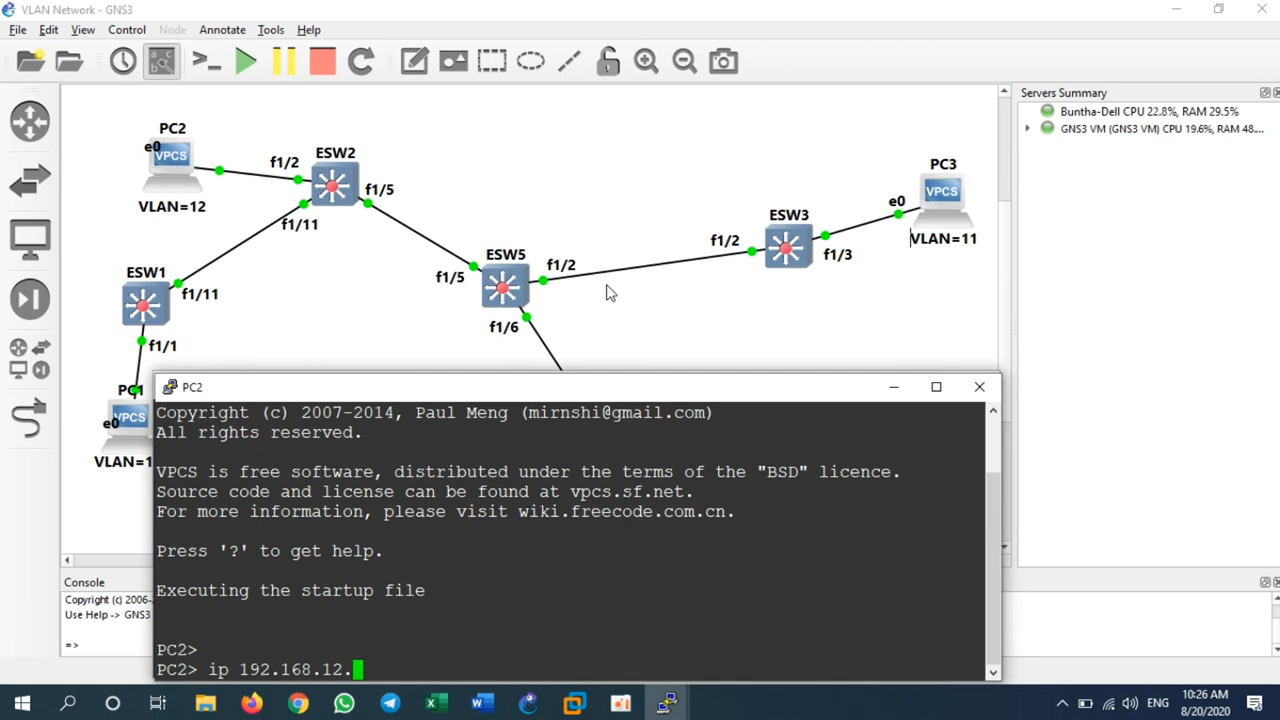 VLAN Network - GNS3
File Edit View Control Node Annotate Tools Help
Servers Summary
Buntha-Dell CPU 22.8%, RAM 29.5%
GNS3 VM (GNS3 VM) CPU 19.6%, RAM 48....
PC2
e0
VPCS
VLAN=12
f1/2
ESW2
f1/5
f1/11
ESW1
f1/11
f1/1
PC1
e0
VPCS
VLAN=1
ESW5
f1/5
f1/2
f1/6
ESW3
f1/2
f1/3
PC3
e0
VPCS
VLAN=11
Console
Copyright (c) 2006-
Use Help -> GNS3
=>
PC2
Copyright (c) 2007-2014, Paul Meng (mirnshi@gmail.com)
All rights reserved.
VPCS is free software, distributed under the terms of the "BSD" licence.
Source code and license can be found at vpcs.sf.net.
For more information, please visit wiki.freecode.com.cn.
Press '?' to get help.
Executing the startup file
PC2>
PC2> ip 192.168.12.
ENG
10:26 AM
8/20/2020